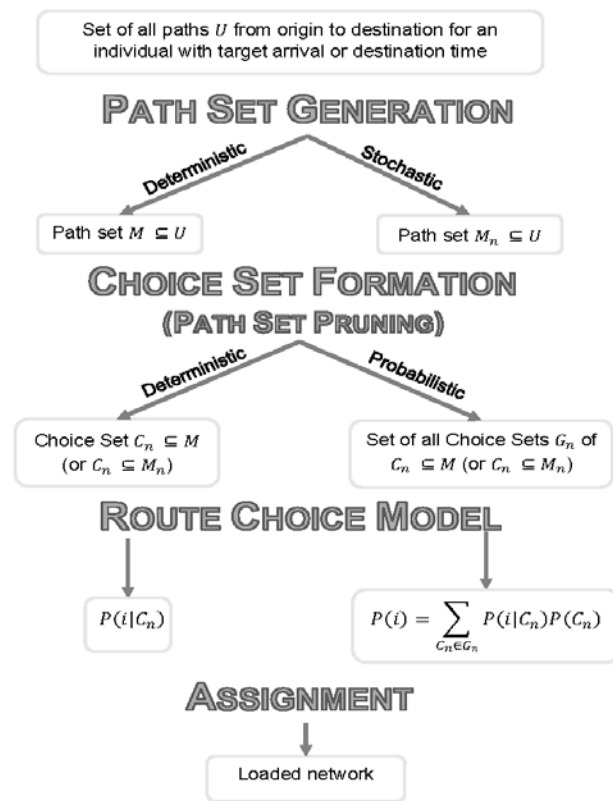 Set of all paths U from origin to destination for an
individual with target arrival or destination time
PATH SET GENERATION
Deterministic
Stochastic
Path set M ⊆ U
Path set Mₙ ⊆ U
CHOICE SET FORMATION
(PATH SET PRUNING)
Deterministic
Probabilistic
Choice Set Cₙ ⊆ M
(or Cₙ ⊆ Mₙ)
Set of all Choice Sets Gₙ of
Cₙ ⊆ M (or Cₙ ⊆ Mₙ)
ROUTE CHOICE MODEL
P(i|Cₙ)
P(i) = ∑ P(i|Cₙ)P(Cₙ)
Cₙ∈Gₙ
ASSIGNMENT
Loaded network